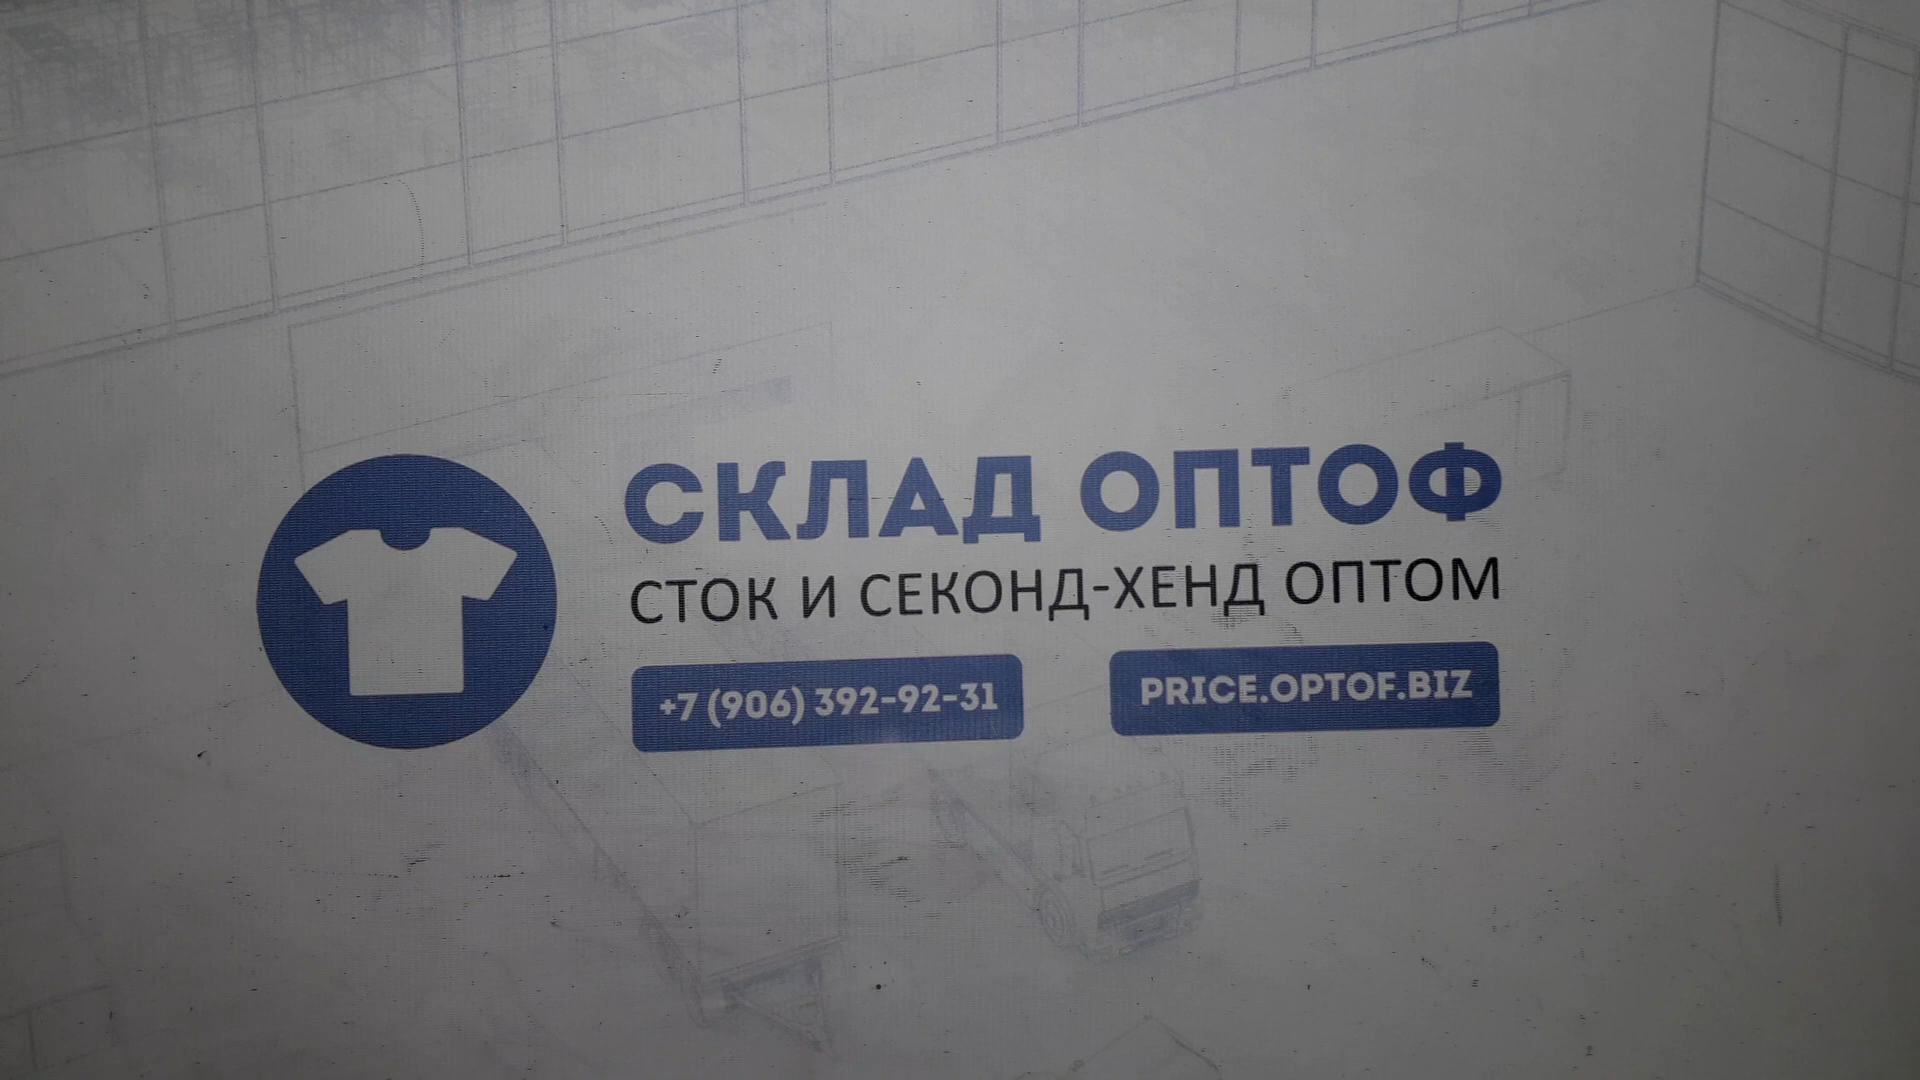 СКЛАД ОПТОФ
СТОК И СЕКОНД-ХЕНД ОПТОМ
+7 (906) 392-92-31
PRICE.OPTOF.BIZ